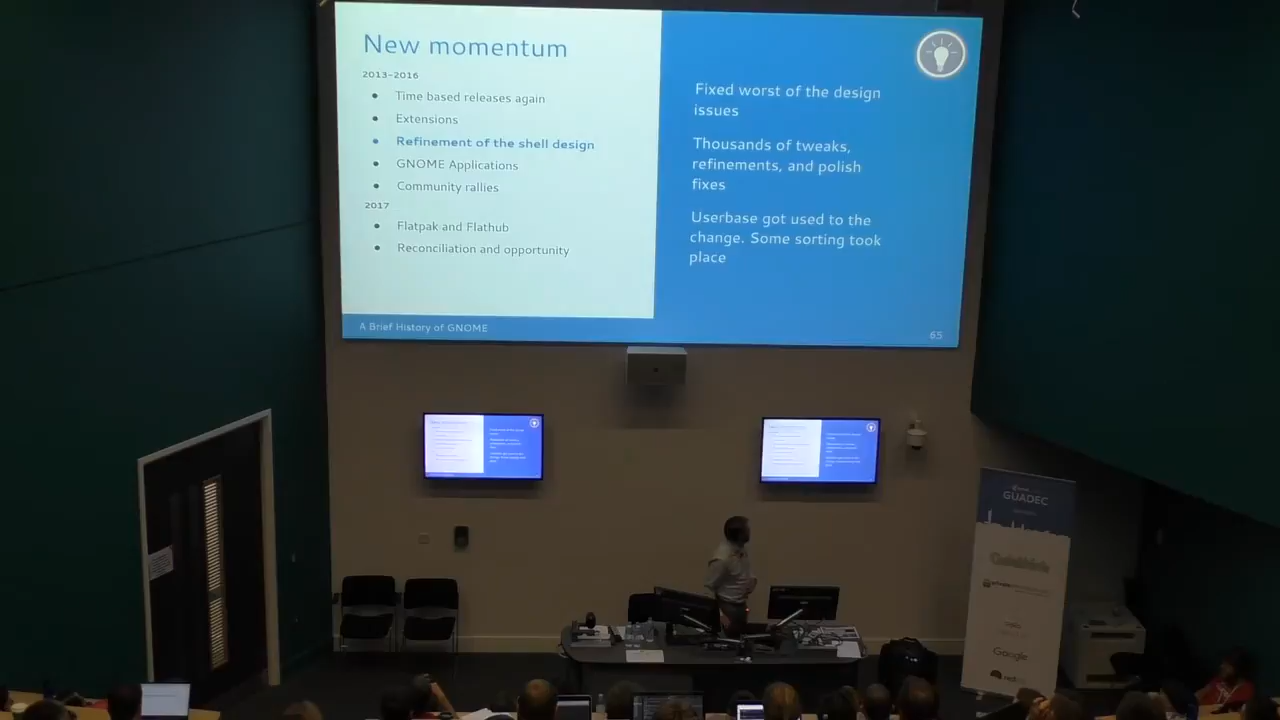 New momentum
2013-2016
Time based releases again
Extensions
Refinement of the shell design
GNOME Applications
Community rallies
2017
Flatpak and Flathub
Reconciliation and opportunity
Fixed worst of the design
issues
Thousands of tweaks,
refinements, and polish
fixes
Userbase got used to the
change. Some sorting took
place
A Brief History of GNOME
65
GUADEC
Google